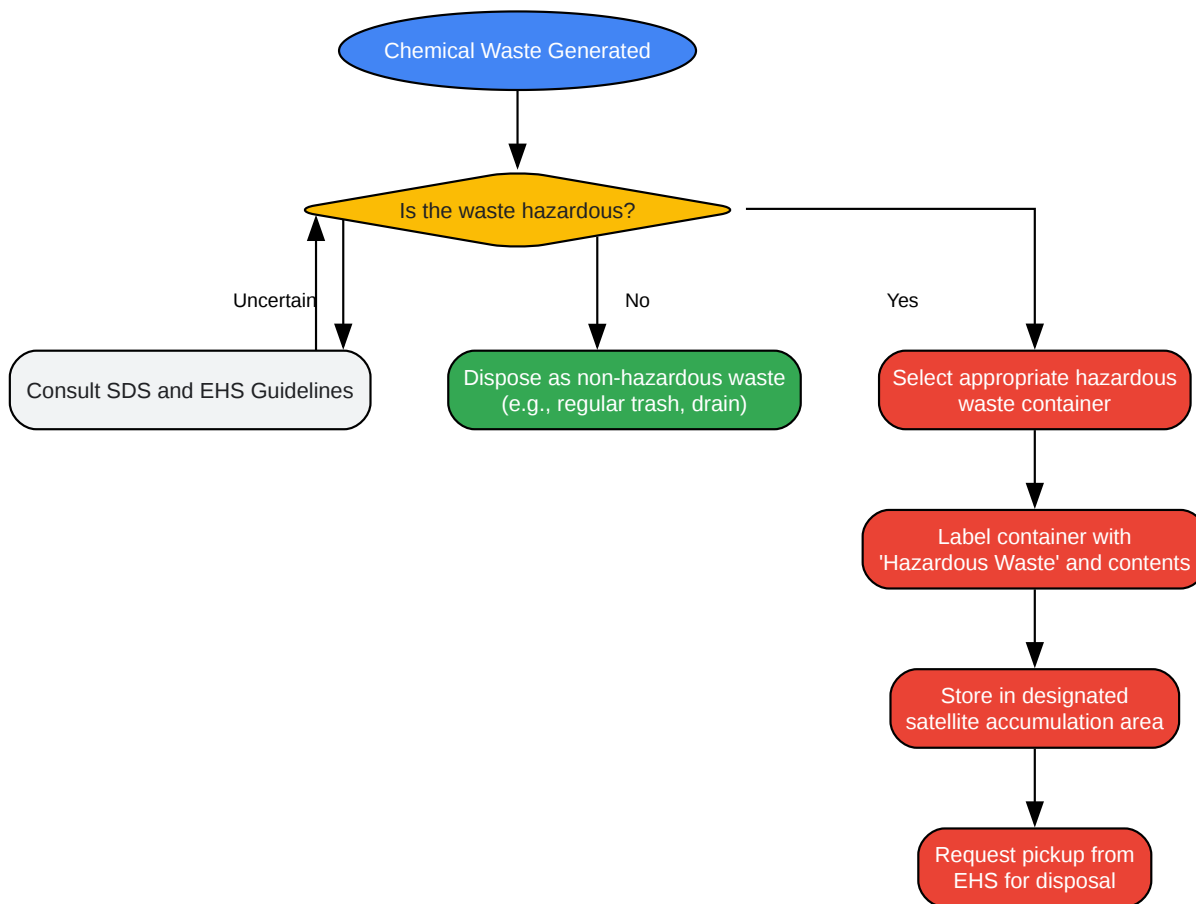 Chemical Waste Generated
Is the waste hazardous?
Uncertain
No
Yes
Consult SDS and EHS Guidelines
Dispose as non-hazardous waste
(e.g., regular trash, drain)
Select appropriate hazardous
waste container
Label container with
'Hazardous Waste' and contents
Store in designated
satellite accumulation area
Request pickup from
EHS for disposal